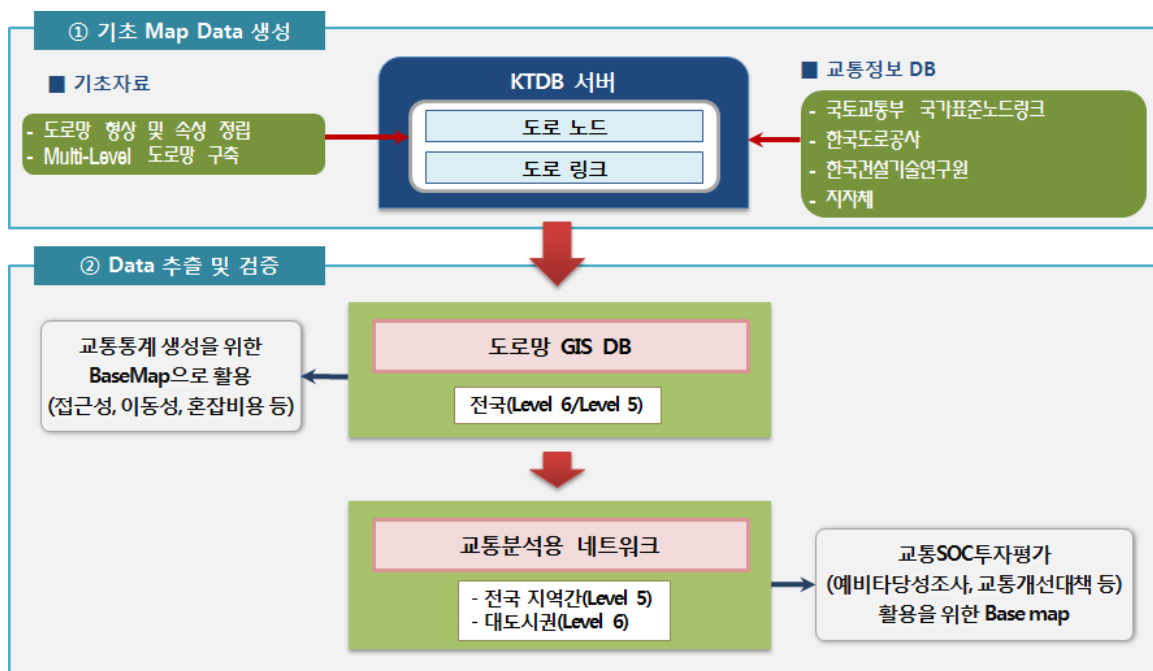 ① 기초 Map Data 생성
■ 기초자료
- 도로망 형상 및 속성 정립
- Multi-Level 도로망 구축
KTDB 서버
도로 노드
도로 링크
■ 교통정보 DB
- 국토교통부 국가표준노드링크
- 한국도로공사
- 한국건설기술연구원
- 지자체
② Data 추출 및 검증
교통통계 생성을 위한
BaseMap으로 활용
(접근성, 이동성, 혼잡비용 등)
도로망 GIS DB
전국(Level 6/Level 5)
교통분석용 네트워크
- 전국 지역간(Level 5)
- 대도시권(Level 6)
교통SOC투자평가
(예비타당성조사, 교통개선대책 등)
활용을 위한 Base map